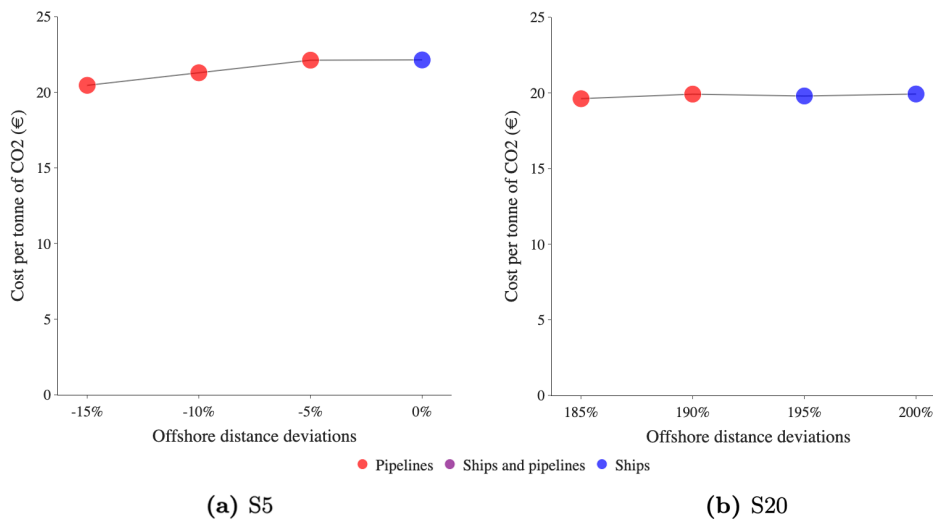 25
20
15
10
5
0
Cost per tonne of CO2 (€)
-15%
-10%
-5%
0%
Offshore distance deviations
25
20
15
10
5
0
Cost per tonne of CO2 (€)
185%
190%
195%
200%
Offshore distance deviations
Pipelines
Ships and pipelines
Ships
(a) S5
(b) S20